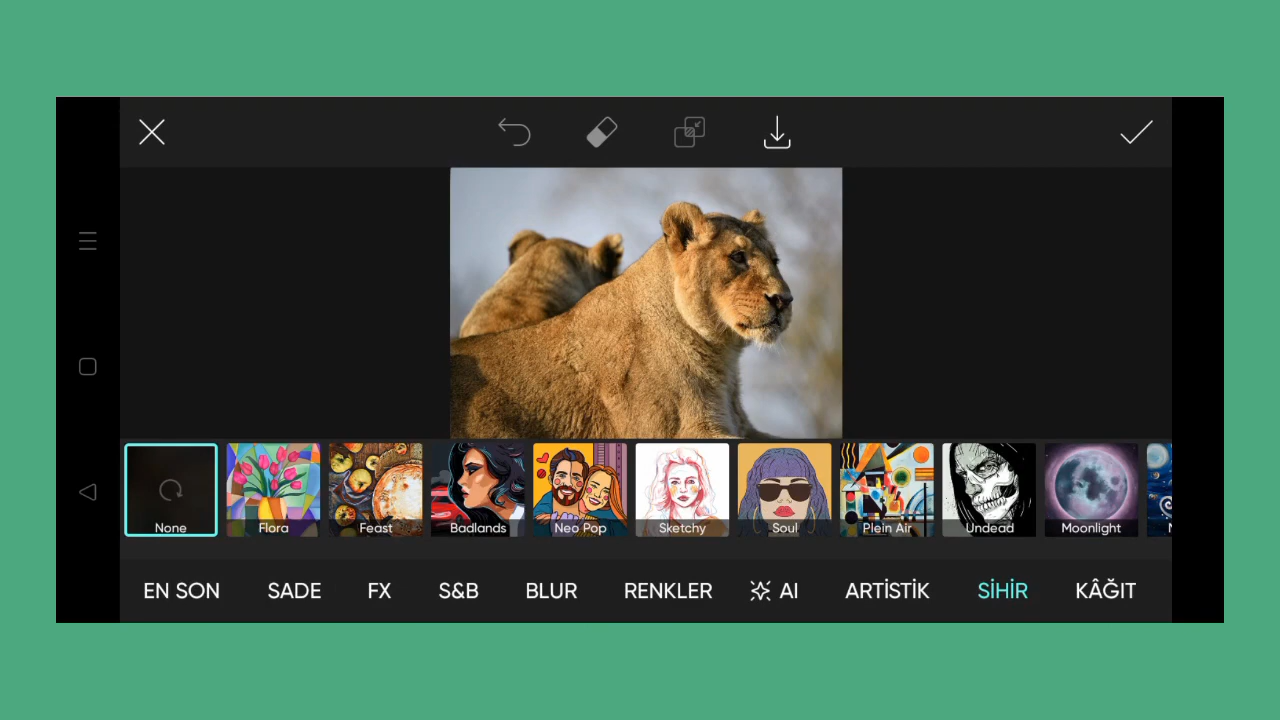 None Flora Feast Badlands Neo Pop Sketchy Soul Plein Air Undead Moonlight
EN SON SADE FX S&B BLUR RENKLER AI ARTİSTİK SİHİR KÂĞIT